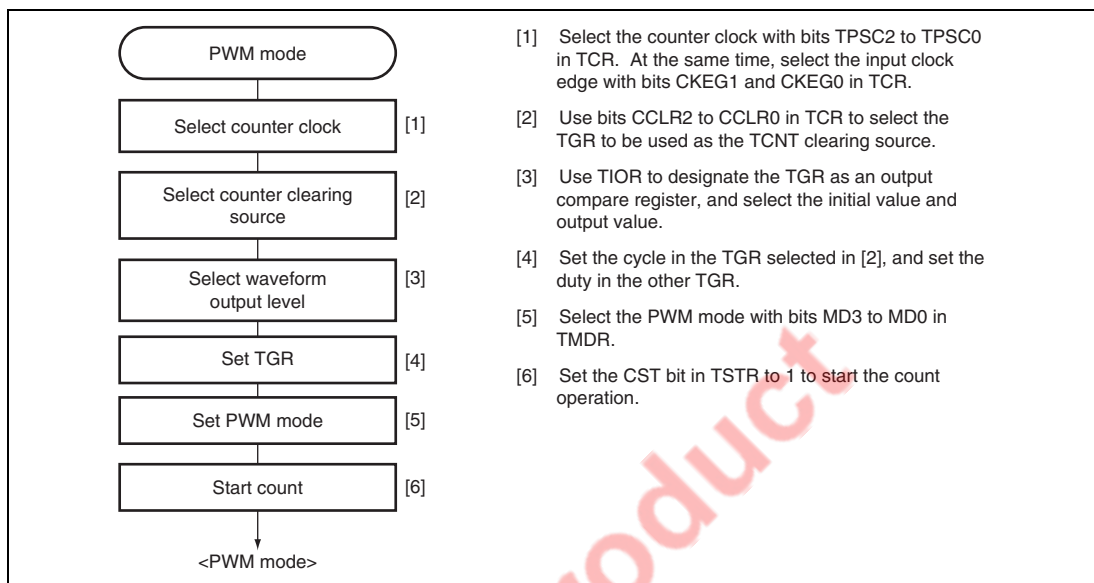 PWM mode
Select counter clock [1]
Select counter clearing
source
[2]
Select waveform
output level
[3]
Set TGR [4]
Set PWM mode [5]
Start count [6]
<PWM mode>
[1] Select the counter clock with bits TPSC2 to TPSC0
in TCR. At the same time, select the input clock
edge with bits CKEG1 and CKEG0 in TCR.
[2] Use bits CCLR2 to CCLR0 in TCR to select the
TGR to be used as the TCNT clearing source.
[3] Use TIOR to designate the TGR as an output
compare register, and select the initial value and
output value.
[4] Set the cycle in the TGR selected in [2], and set the
duty in the other TGR.
[5] Select the PWM mode with bits MD3 to MD0 in
TMDR.
[6] Set the CST bit in TSTR to 1 to start the count
operation.
roduct